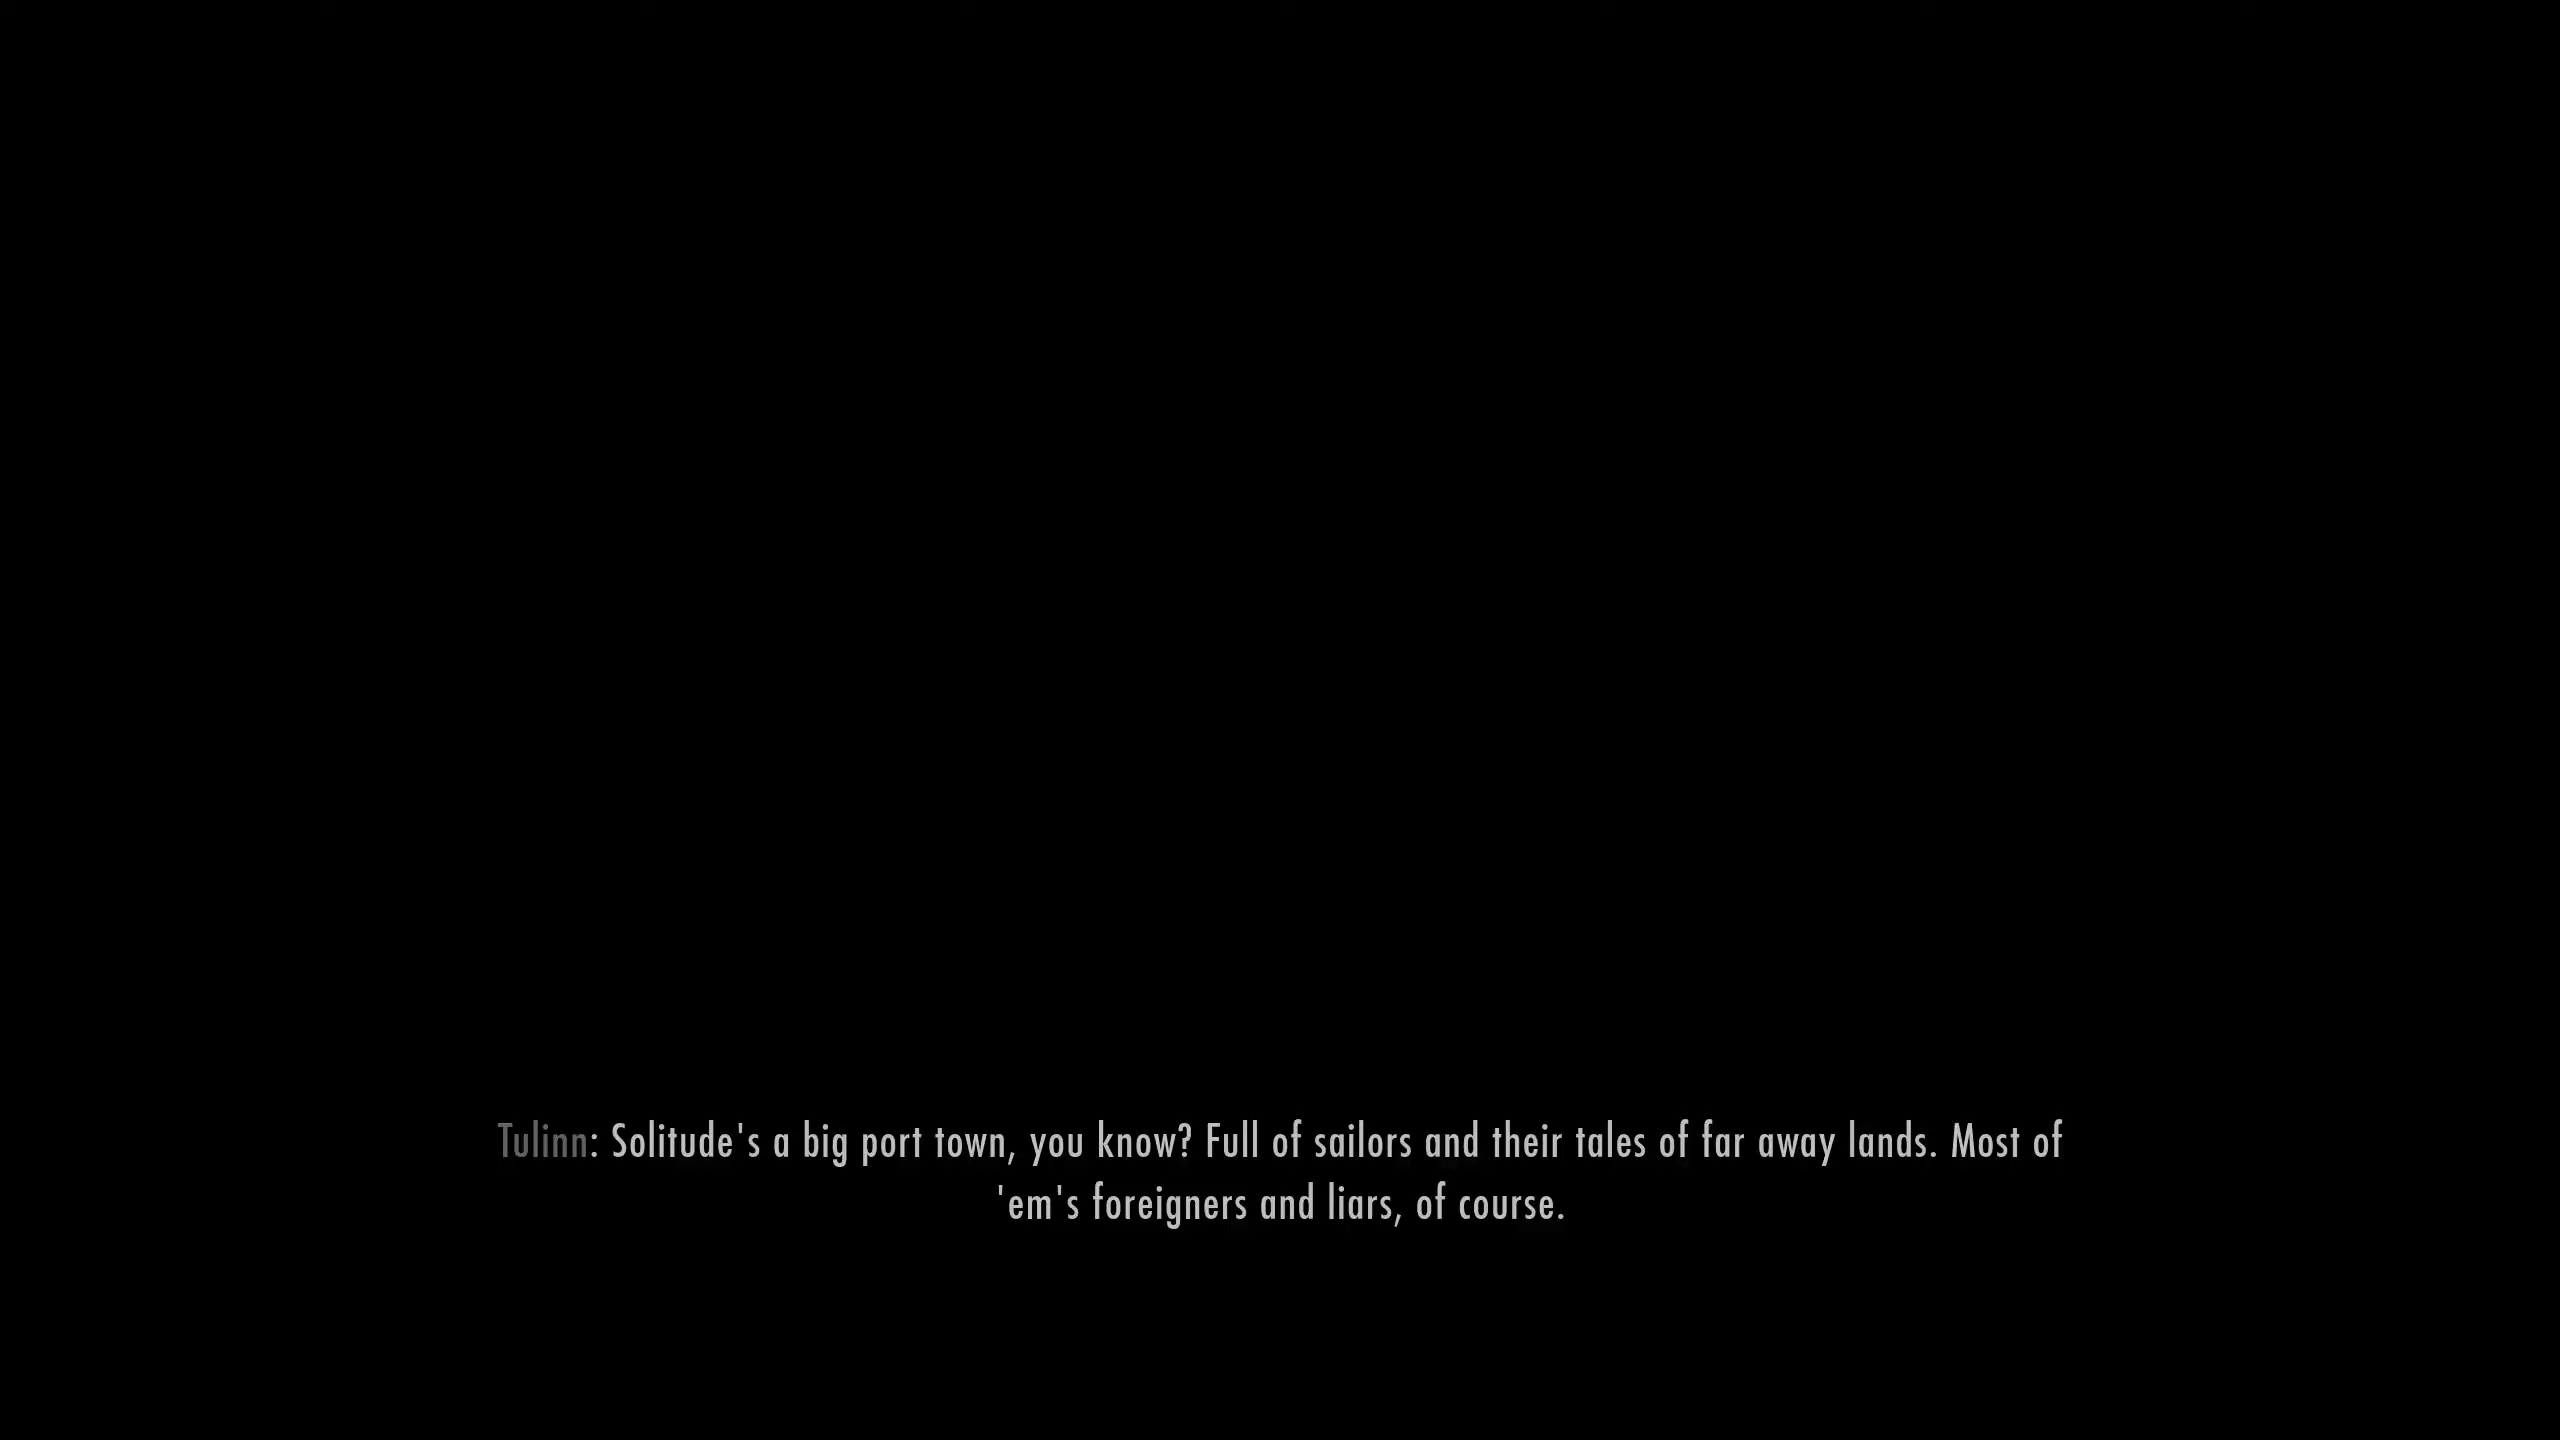 Tulinn: Solitude's a big port town, you know? Full of sailors and their tales of far away lands. Most of
'em's foreigners and liars, of course.